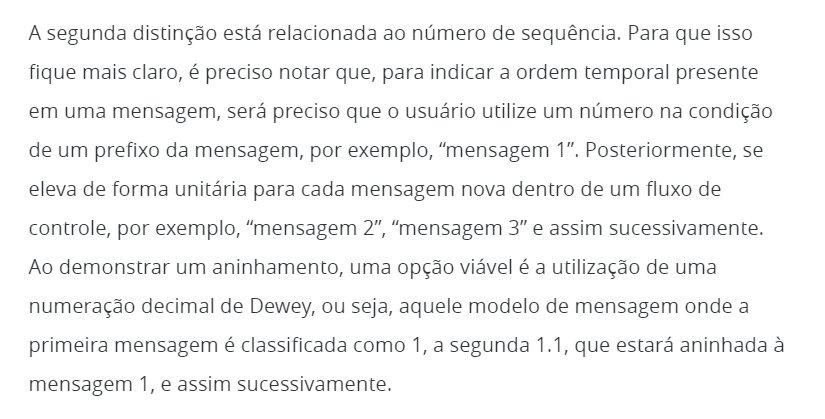 A segunda distinção está relacionada ao número de sequência. Para que isso
fique mais claro, é preciso notar que, para indicar a ordem temporal presente
em uma mensagem, será preciso que o usuário utilize um número na condição
de um prefixo da mensagem, por exemplo, “mensagem 1”. Posteriormente, se
eleva de forma unitária para cada mensagem nova dentro de um fluxo de
controle, por exemplo, “mensagem 2”, “mensagem 3” e assim sucessivamente.
Ao demonstrar um aninhamento, uma opção viável é a utilização de uma
numeração decimal de Dewey, ou seja, aquele modelo de mensagem onde a
primeira mensagem é classificada como 1, a segunda 1.1, que estará aninhada à
mensagem 1, e assim sucessivamente.